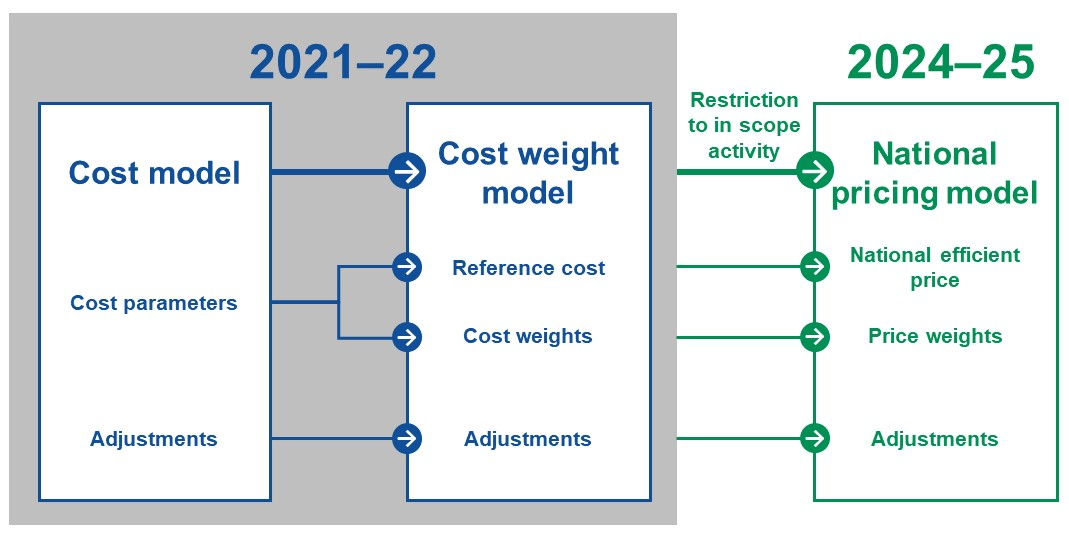 2021–22
2024–25
Cost model
Cost parameters
Adjustments
Cost weight
model
Reference cost
Cost weights
Adjustments
Restriction
to in scope
activity
National
pricing model
National efficient
price
Price weights
Adjustments